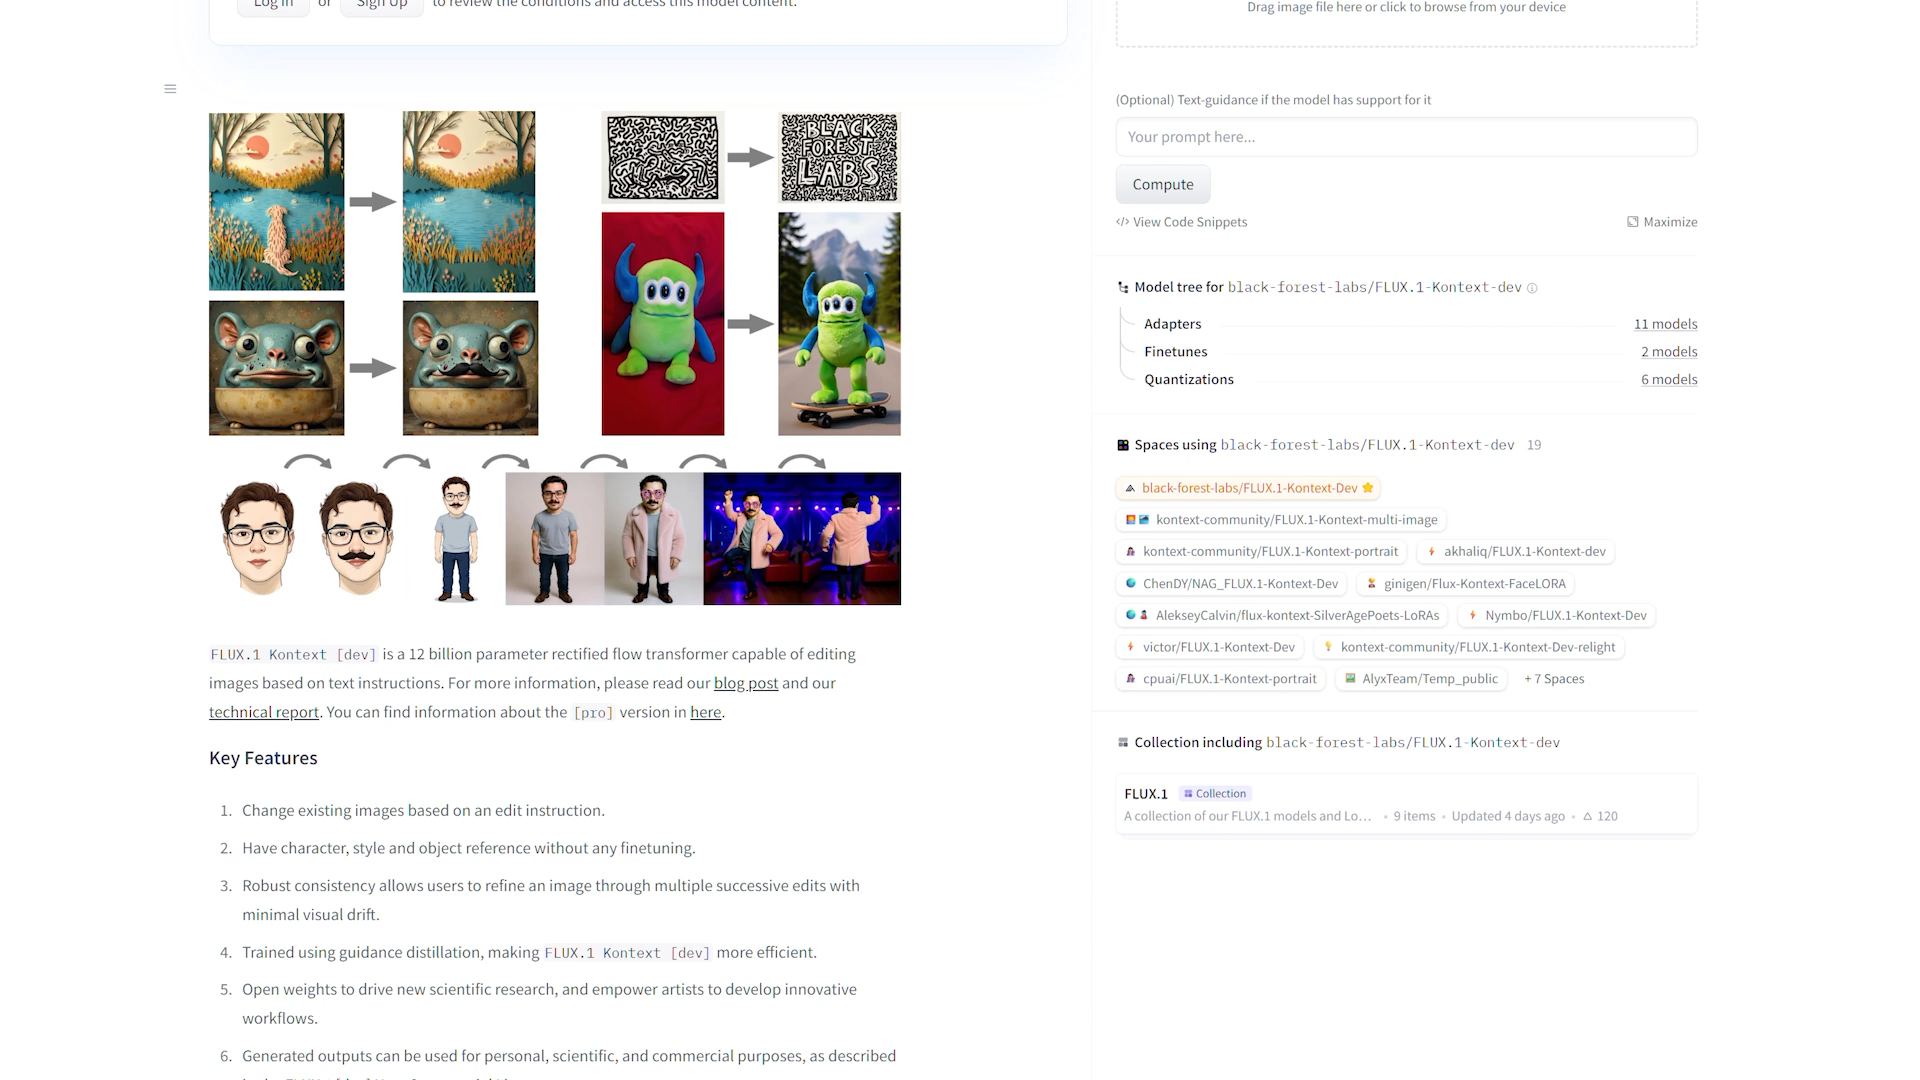 Log in or Sign Up to review the conditions and access this model content.
BLACK
FOREST
LABS
FLUX.1 Kontext [dev] is a 12 billion parameter rectified flow transformer capable of editing
images based on text instructions. For more information, please read our blog post and our
technical report. You can find information about the [pro] version in here.
Key Features
1. Change existing images based on an edit instruction.
2. Have character, style and object reference without any finetuning.
3. Robust consistency allows users to refine an image through multiple successive edits with
minimal visual drift.
4. Trained using guidance distillation, making FLUX.1 Kontext [dev] more efficient.
5. Open weights to drive new scientific research, and empower artists to develop innovative
workflows.
6. Generated outputs can be used for personal, scientific, and commercial purposes, as described
Drag image file here or click to browse from your device
(Optional) Text-guidance if the model has support for it
Your prompt here...
Compute
</> View Code Snippets
Maximize
Model tree for black-forest-labs/FLUX.1-Kontext-dev
Adapters 11 models
Finetunes 2 models
Quantizations 6 models
Spaces using black-forest-labs/FLUX.1-Kontext-dev 19
black-forest-labs/FLUX.1-Kontext-Dev
kontext-community/FLUX.1-Kontext-multi-image
kontext-community/FLUX.1-Kontext-portrait akhaliq/FLUX.1-Kontext-dev
ChenDY/NAG_FLUX.1-Kontext-Dev ginigen/Flux-Kontext-FaceLORA
AlekseyCalvin/flux-kontext-SilverAgePoets-LoRAs Nymbo/FLUX.1-Kontext-Dev
victor/FLUX.1-Kontext-Dev kontext-community/FLUX.1-Kontext-Dev-relight
cpuai/FLUX.1-Kontext-portrait AlyxTeam/Temp_public + 7 Spaces
Collection including black-forest-labs/FLUX.1-Kontext-dev
FLUX.1 Collection
A collection of our FLUX.1 models and Lo... • 9 items • Updated 4 days ago • 120